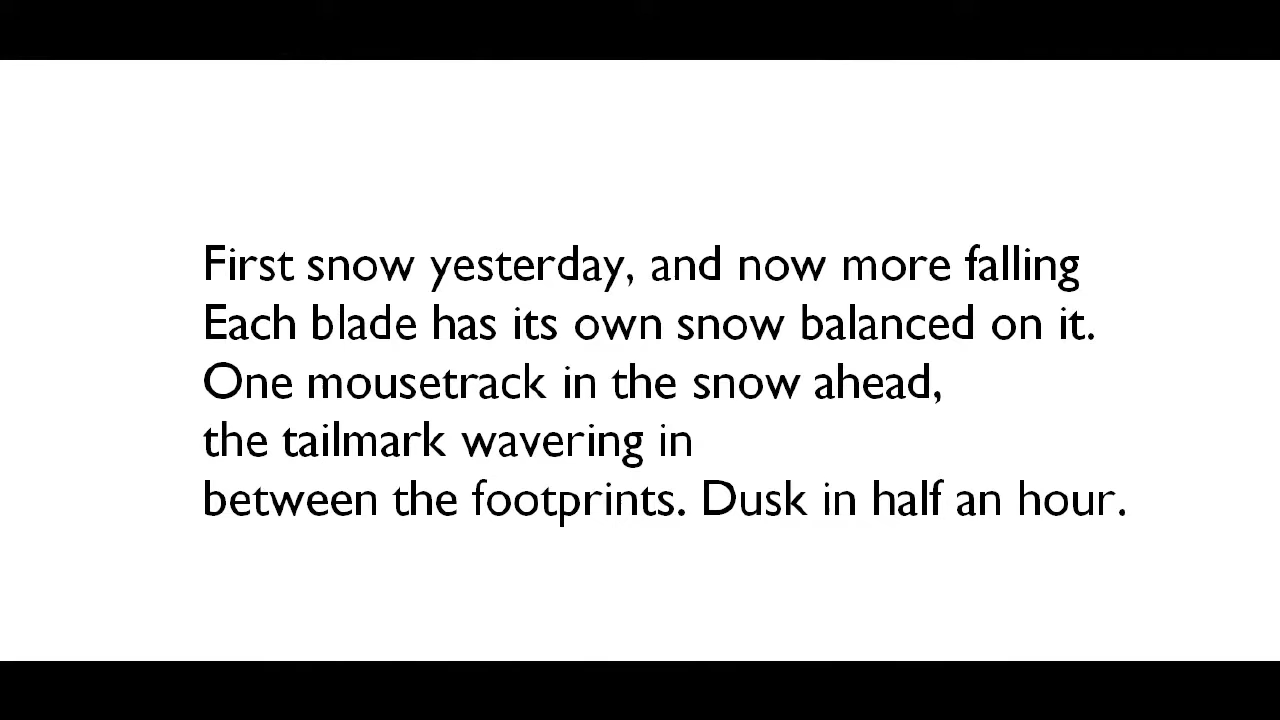 First snow yesterday, and now more falling
Each blade has its own snow balanced on it.
One mousetrack in the snow ahead,
the tailmark wavering in
between the footprints. Dusk in half an hour.